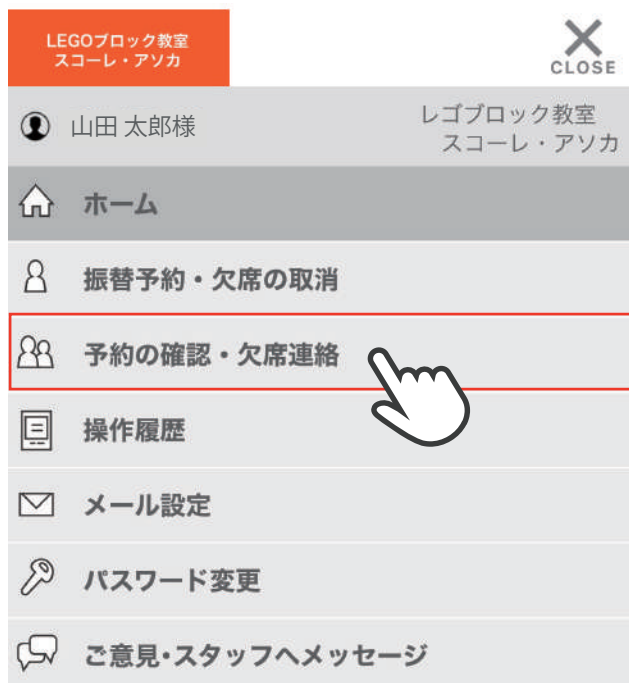 LEGOブロック教室
スコーレ・アソカ
CLOSE
山田 太郎様
レゴブロック教室
スコーレ・アソカ
ホーム
振替予約・欠席の取消
予約の確認・欠席連絡
操作履歴
メール設定
パスワード変更
ご意見・スタッフへメッセージ